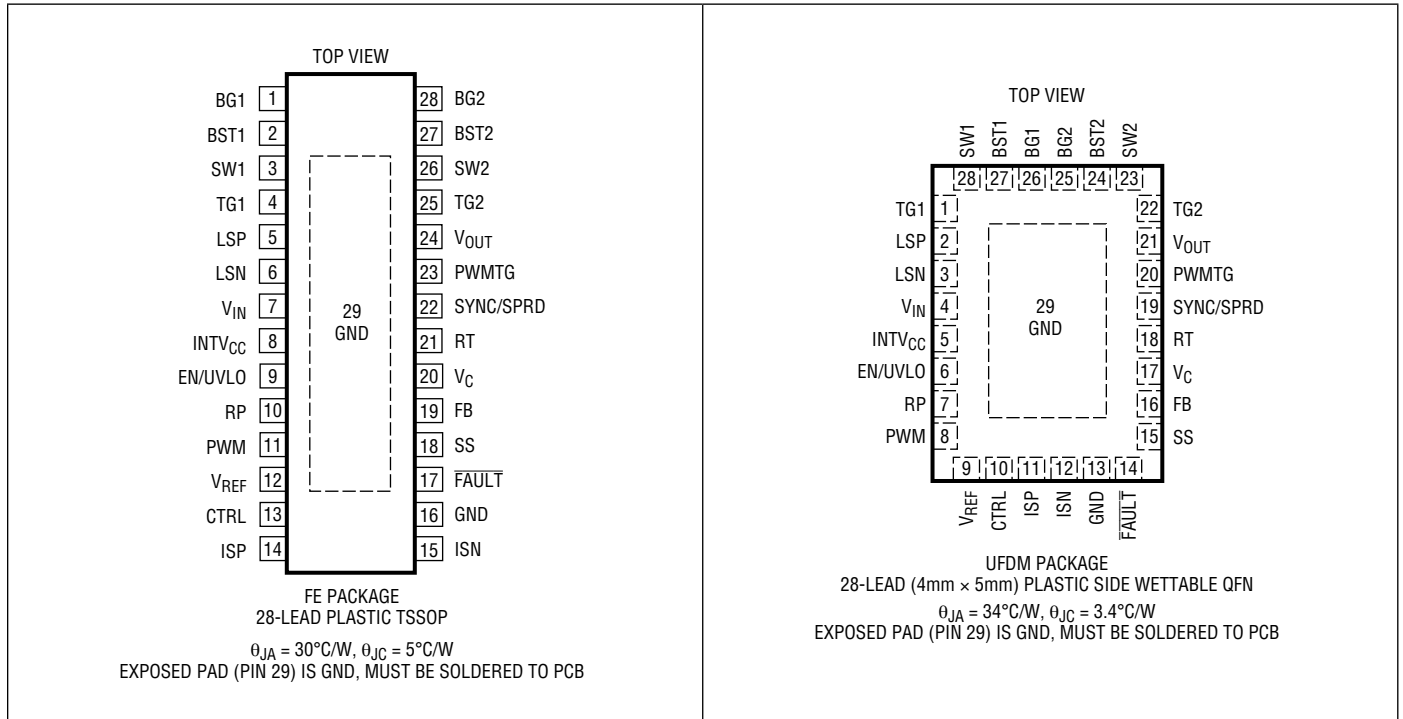 TOP VIEW
BG1 1
BST1 2
SW1 3
TG1 4
LSP 5
LSN 6
VIN 7
INTVCC 8
EN/UVLO 9
RP 10
PWM 11
VREF 12
CTRL 13
ISP 14
28 BG2
27 BST2
26 SW2
25 TG2
24 VOUT
23 PWMTG
22 SYNC/SPRD
21 RT
20 VC
19 FB
18 SS
17 FAULT
16 GND
15 ISN
29
GND
FE PACKAGE
28-LEAD PLASTIC TSSOP
θJA = 30°C/W, θJC = 5°C/W
EXPOSED PAD (PIN 29) IS GND, MUST BE SOLDERED TO PCB
TOP VIEW
SW1 BST1 BG1 BG2 BST2 SW2
28 27 26 25 24 23
TG1 1
LSP 2
LSN 3
VIN 4
INTVCC 5
EN/UVLO 6
RP 7
PWM 8
22 TG2
21 VOUT
20 PWMTG
19 SYNC/SPRD
18 RT
17 VC
16 FB
15 SS
29
GND
9 10 11 12 13 14
VREF CTRL ISP ISN GND FAULT
UFDM PACKAGE
28-LEAD (4mm × 5mm) PLASTIC SIDE WETTABLE QFN
θJA = 34°C/W, θJC = 3.4°C/W
EXPOSED PAD (PIN 29) IS GND, MUST BE SOLDERED TO PCB